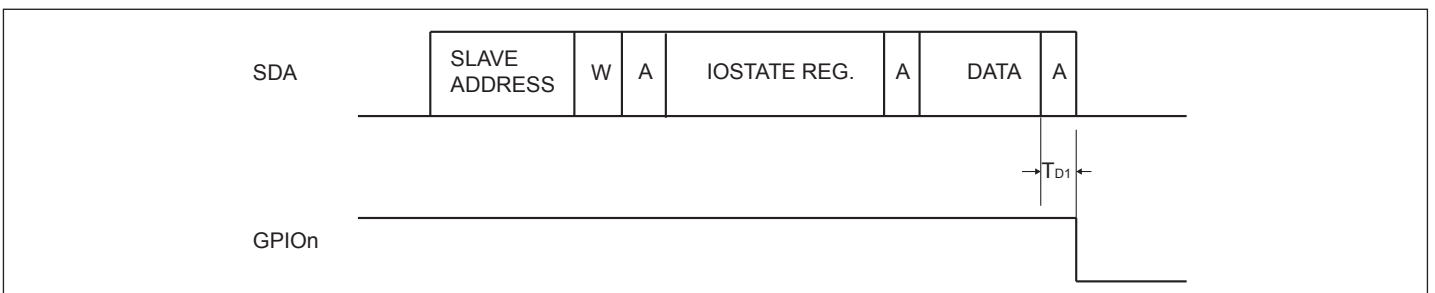 SDA
SLAVE
ADDRESS
W
A
IOSTATE REG.
A
DATA
A
TD1
GPIOn